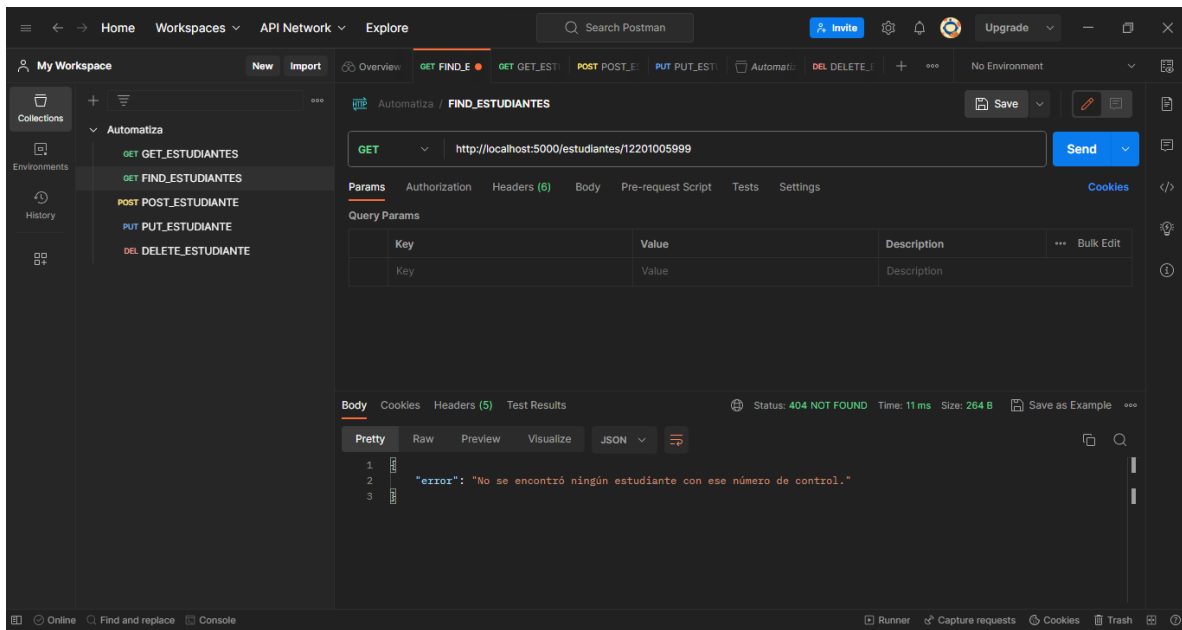 Home Workspaces API Network Explore Search Postman Invite Upgrade
My Workspace New Import Overview GET FIND_E GET GET_EST POST POST_E PUT PUT_EST Automati DEL DELETE_E No Environment
Collections
Environments
History
Automatiza
GET GET_ESTUDIANTES
GET FIND_ESTUDIANTES
POST POST_ESTUDIANTE
PUT PUT_ESTUDIANTE
DEL DELETE_ESTUDIANTE
HTTP Automatiza / FIND_ESTUDIANTES Save
GET http://localhost:5000/estudiantes/12201005999 Send
Params Authorization Headers (6) Body Pre-request Script Tests Settings Cookies
Query Params
Key Value Description Bulk Edit
Key Value Description
Body Cookies Headers (5) Test Results Status: 404 NOT FOUND Time: 11 ms Size: 264 B Save as Example
Pretty Raw Preview Visualize JSON
1 {
2 "error": "No se encontró ningún estudiante con ese número de control."
3 }
Online Find and replace Console Runner Capture requests Cookies Trash